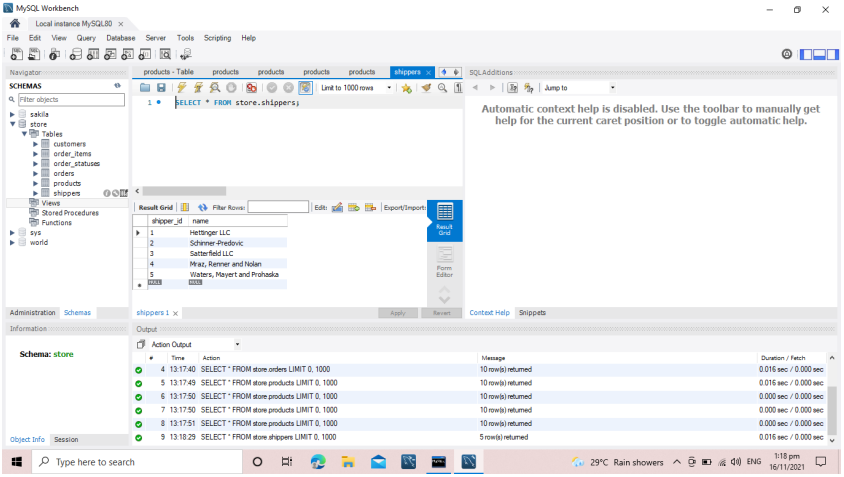 MySQL Workbench
Local instance MySQL80 ×
File Edit View Query Database Server Tools Scripting Help
Navigator
SCHEMAS
Filter objects
sakila
store
Tables
customers
order_items
order_statuses
orders
products
shippers
Views
Stored Procedures
Functions
sys
world
Administration Schemas
Information
Schema: store
Object Info Session
products - Table products products products products shippers ×
Limit to 1000 rows
1 SELECT * FROM store.shippers;
Result Grid Filter Rows: Edit: Export/Import:
shipper_id name
1 Hettinger LLC
2 Schinner-Predovic
3 Satterfield LLC
4 Mraz, Renner and Nolan
5 Waters, Mayert and Prohaska
NULL NULL
Result Grid
Form Editor
shippers 1 × Apply Revert
SQLAdditions
Jump to
Automatic context help is disabled. Use the toolbar to manually get
help for the current caret position or to toggle automatic help.
Context Help Snippets
Output
Action Output
# Time Action Message Duration / Fetch
4 13:17:40 SELECT * FROM store.orders LIMIT 0, 1000 10 row(s) returned 0.016 sec / 0.000 sec
5 13:17:49 SELECT * FROM store.products LIMIT 0, 1000 10 row(s) returned 0.016 sec / 0.000 sec
6 13:17:50 SELECT * FROM store.products LIMIT 0, 1000 10 row(s) returned 0.000 sec / 0.000 sec
7 13:17:50 SELECT * FROM store.products LIMIT 0, 1000 10 row(s) returned 0.000 sec / 0.000 sec
8 13:17:51 SELECT * FROM store.products LIMIT 0, 1000 10 row(s) returned 0.000 sec / 0.000 sec
9 13:18:29 SELECT * FROM store.shippers LIMIT 0, 1000 5 row(s) returned 0.016 sec / 0.000 sec
Type here to search
29°C Rain showers ENG
1:18 pm
16/11/2021